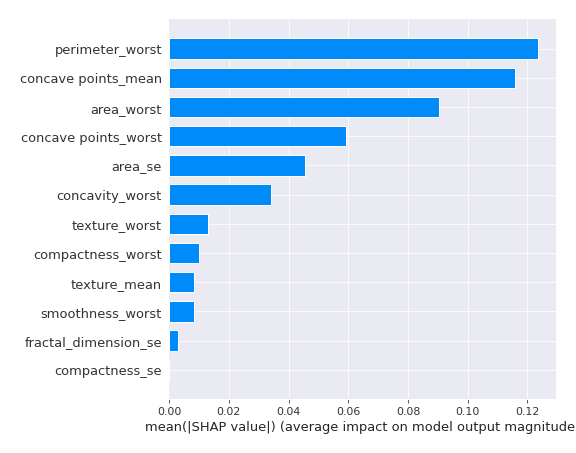 perimeter_worst
concave points_mean
area_worst
concave points_worst
area_se
concavity_worst
texture_worst
compactness_worst
texture_mean
smoothness_worst
fractal_dimension_se
compactness_se
0.00 0.02 0.04 0.06 0.08 0.10 0.12
mean(|SHAP value|) (average impact on model output magnitude